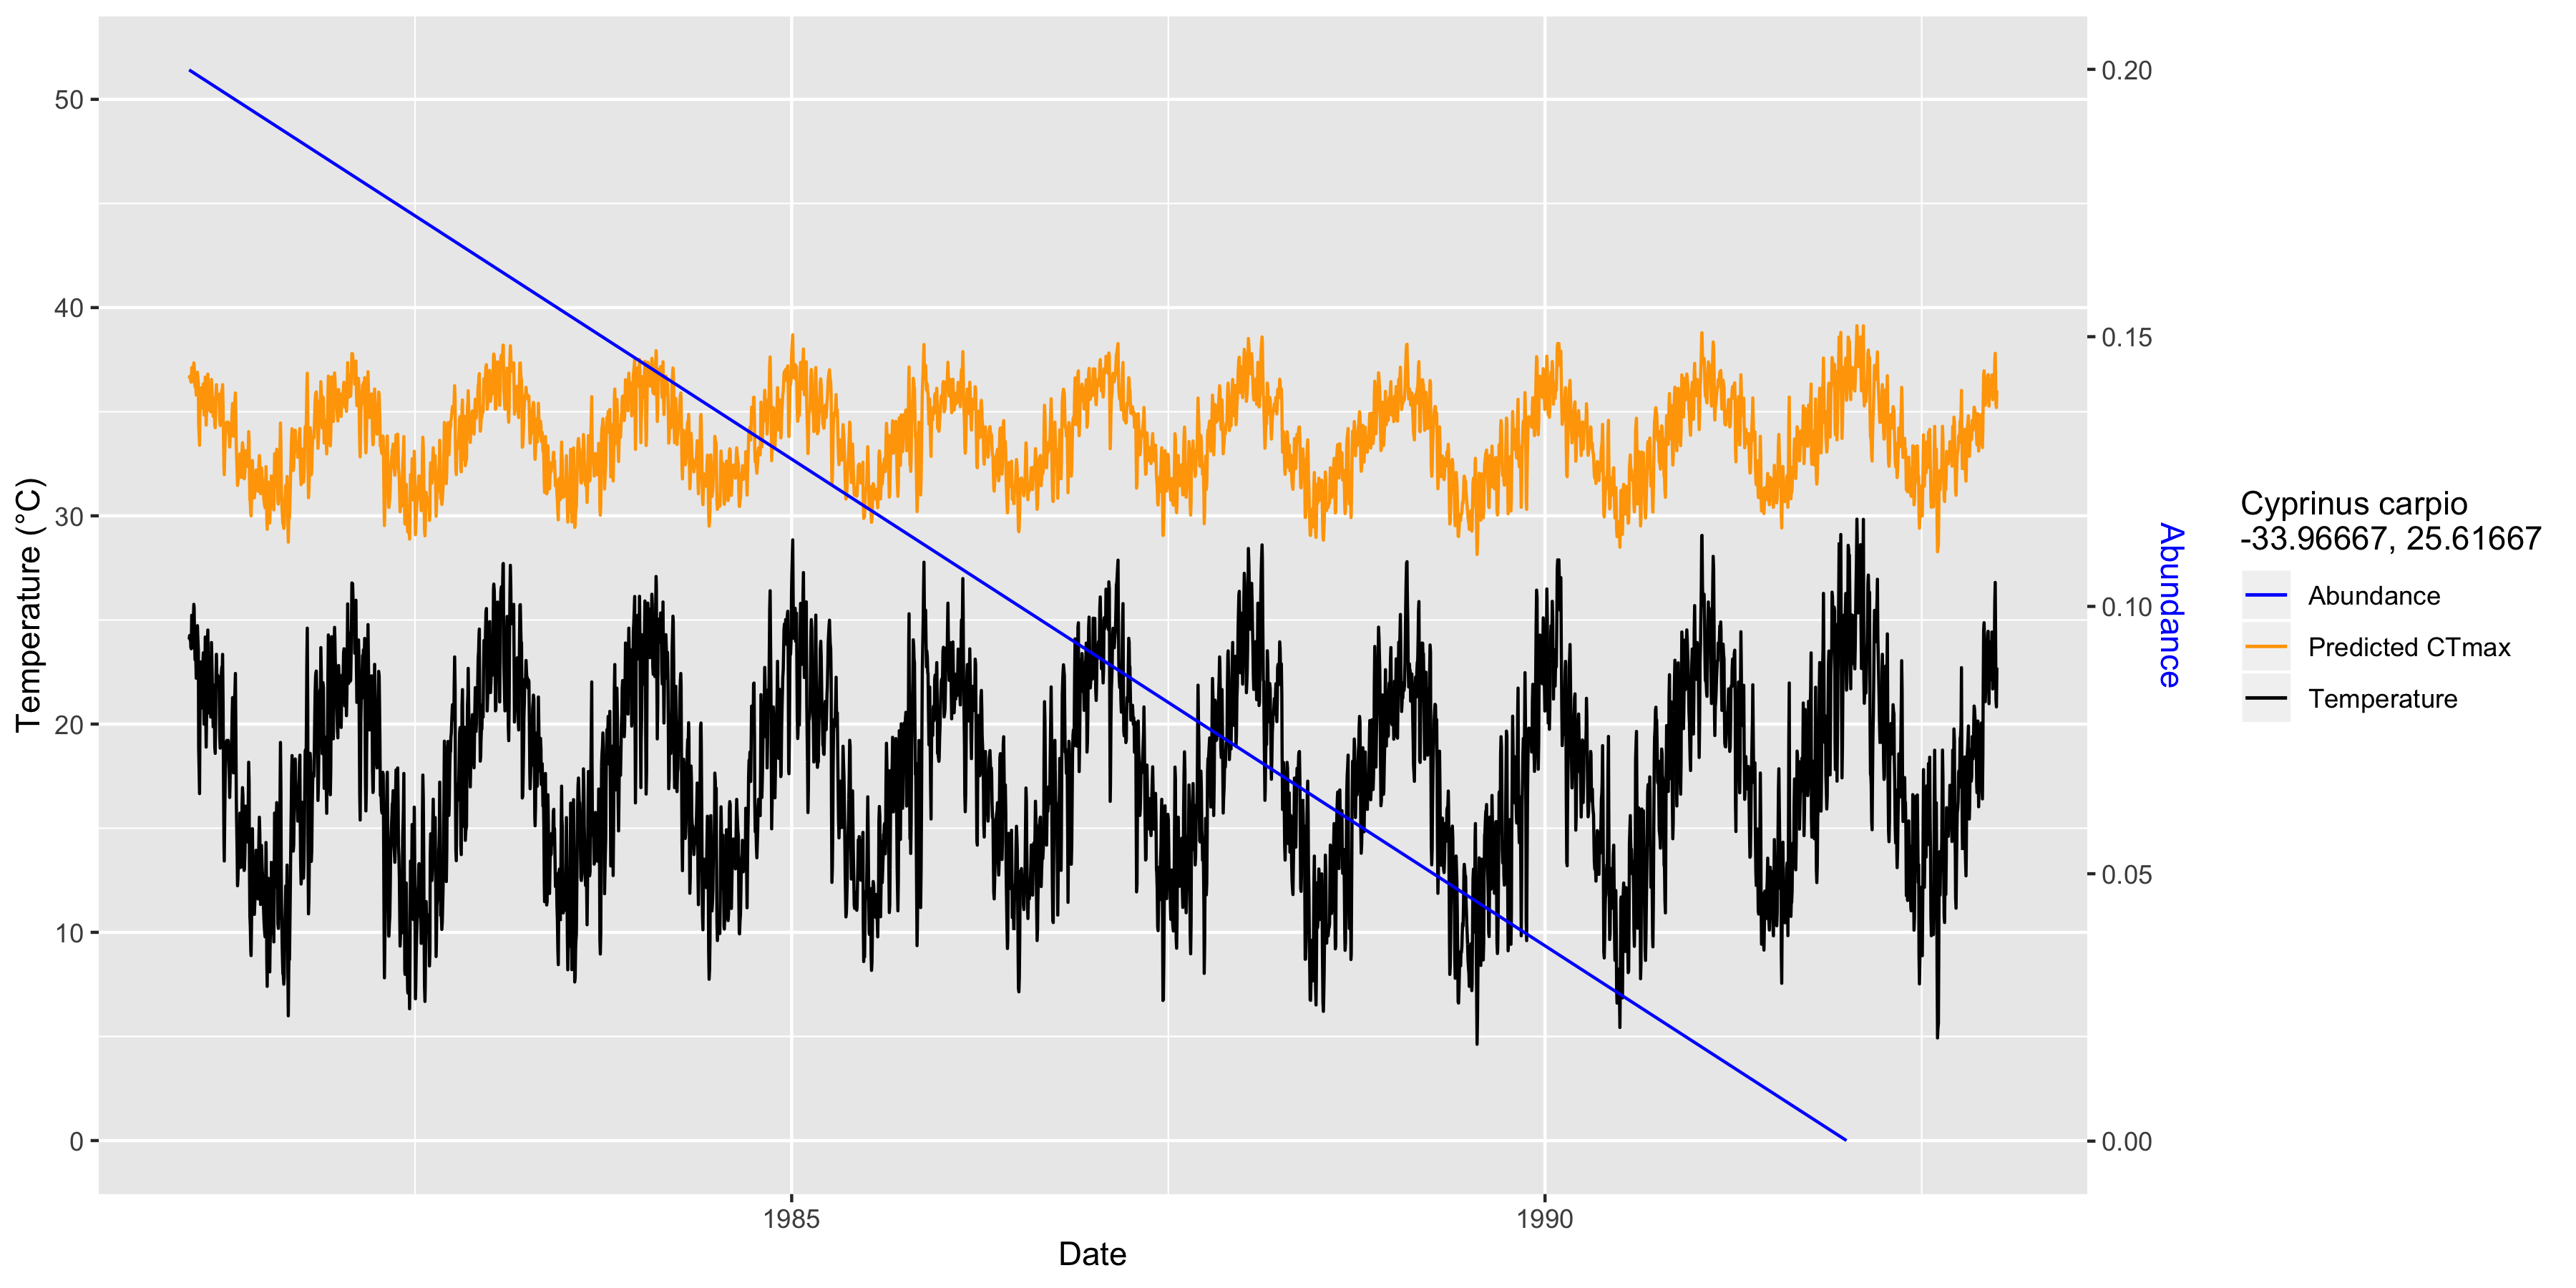 Temperature (°C)
50
40
30
20
10
0
0.20
0.15
0.10
0.05
0.00
Abundance
1985
1990
Date
Cyprinus carpio
-33.96667, 25.61667
Abundance
Predicted CTmax
Temperature